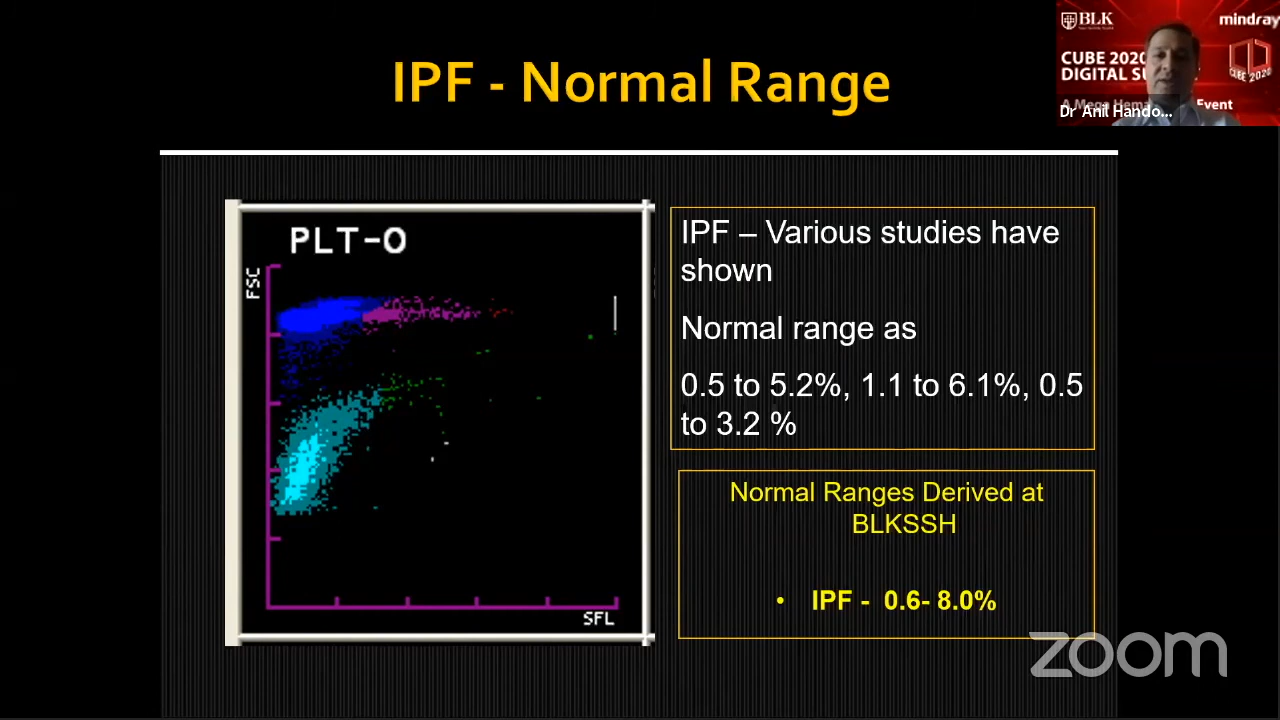 BLK
mindray
CUBE 2020
DIGITAL
CUBE 2020
Event
Dr Anil Hando...
IPF - Normal Range
PLT-O
FSC
SFL
IPF – Various studies have
shown
Normal range as
0.5 to 5.2%, 1.1 to 6.1%, 0.5
to 3.2 %
Normal Ranges Derived at
BLKSSH
• IPF - 0.6- 8.0%
zoom